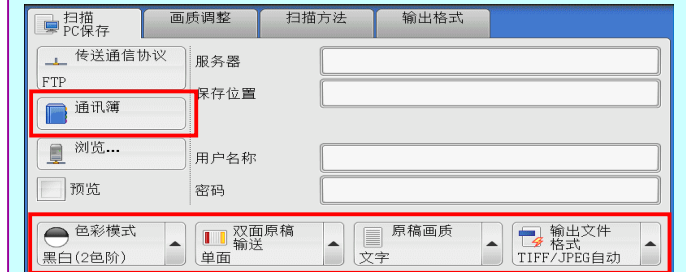 扫描
PC保存
画质调整
扫描方法
输出格式
传送通信协议
FTP
服务器
通讯簿
保存位置
浏览...
用户名称
预览
密码
色彩模式
黑白(2色阶)
双面原稿
输送
单面
原稿画质
文字
输出文件
格式
TIFF/JPEG自动